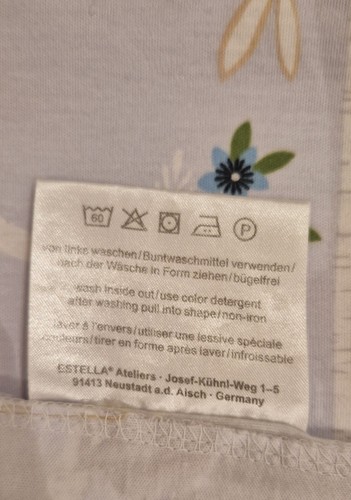 60 P
von links waschen/Buntwaschmittel verwenden/
nach der Wäsche in Form ziehen/bügelfrei
wash inside out/use color detergent
after washing pull into shape/non-iron
laver à l'envers/utiliser une lessive spéciale
couleurs/tirer en forme après laver/infroissable
ESTELLA® Ateliers · Josef-Kühnl-Weg 1–5
91413 Neustadt a.d. Aisch · Germany